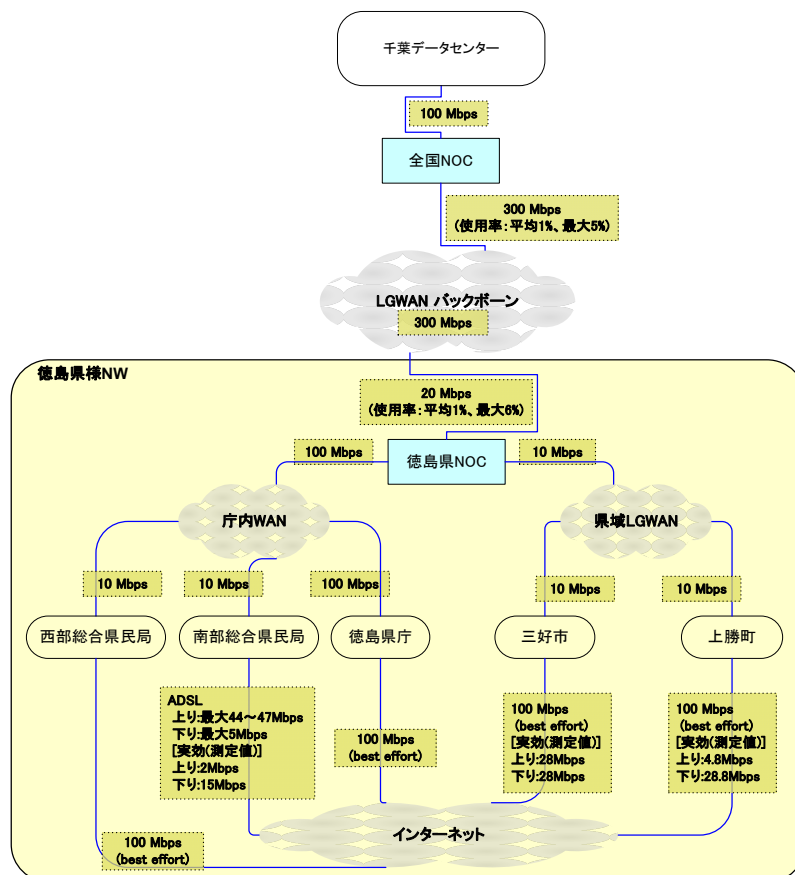 千葉データセンター
100 Mbps
全国NOC
300 Mbps
(使用率：平均1%、最大5%)
LGWAN バックボーン
300 Mbps
徳島県様NW
20 Mbps
(使用率：平均1%、最大6%)
100 Mbps
徳島県NOC
10 Mbps
庁内WAN
県域LGWAN
10 Mbps
10 Mbps
100 Mbps
10 Mbps
10 Mbps
西部総合県民局
南部総合県民局
徳島県庁
三好市
上勝町
ADSL
上り:最大44～47Mbps
下り:最大5Mbps
[実効(測定値)]
上り:2Mbps
下り:15Mbps
100 Mbps
(best effort)
100 Mbps
(best effort)
[実効(測定値)]
上り:28Mbps
下り:28Mbps
100 Mbps
(best effort)
[実効(測定値)]
上り:4.8Mbps
下り:28.8Mbps
インターネット
100 Mbps
(best effort)